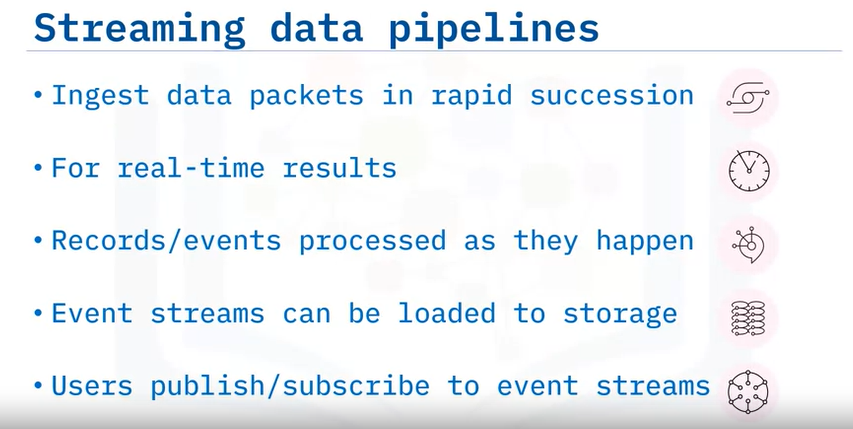 Streaming data pipelines
• Ingest data packets in rapid succession
• For real-time results
• Records/events processed as they happen
• Event streams can be loaded to storage
• Users publish/subscribe to event streams